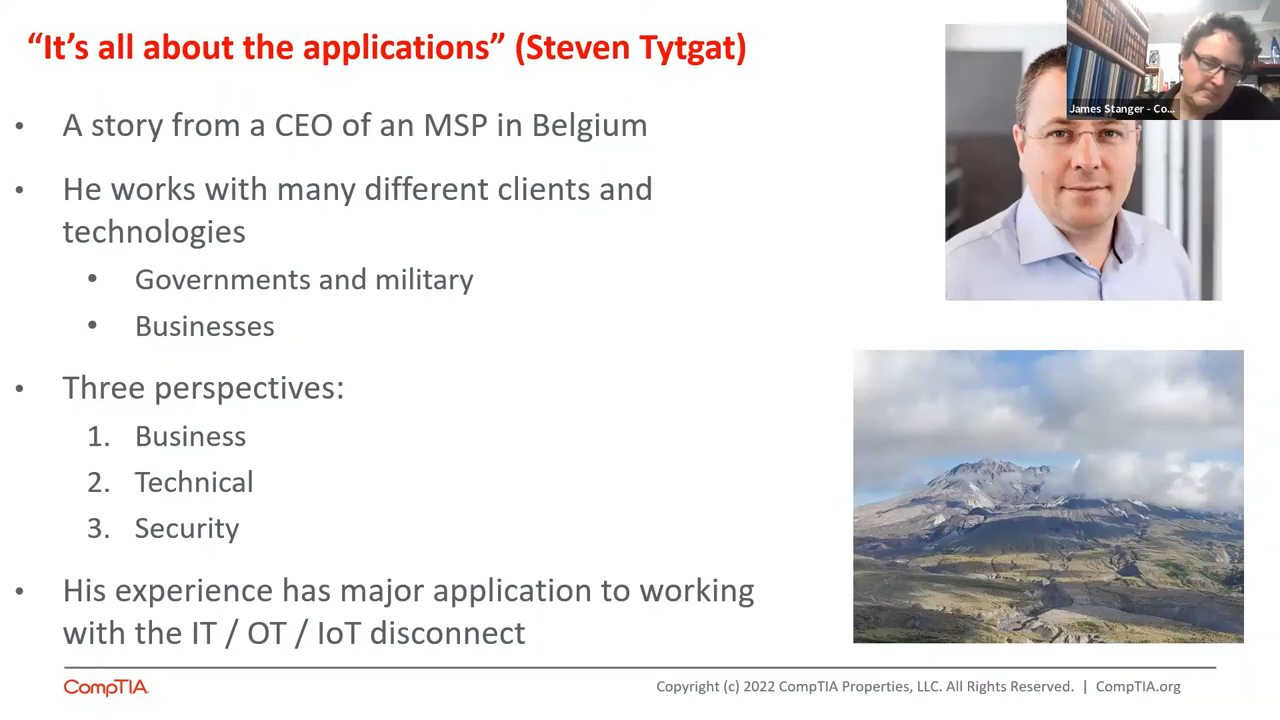 “It’s all about the applications” (Steven Tytgat)
• A story from a CEO of an MSP in Belgium
• He works with many different clients and
technologies
• Governments and military
• Businesses
• Three perspectives:
1. Business
2. Technical
3. Security
• His experience has major application to working
with the IT / OT / IoT disconnect
James Stanger - Co...
CompTIA.
Copyright (c) 2022 CompTIA Properties, LLC. All Rights Reserved. | CompTIA.org